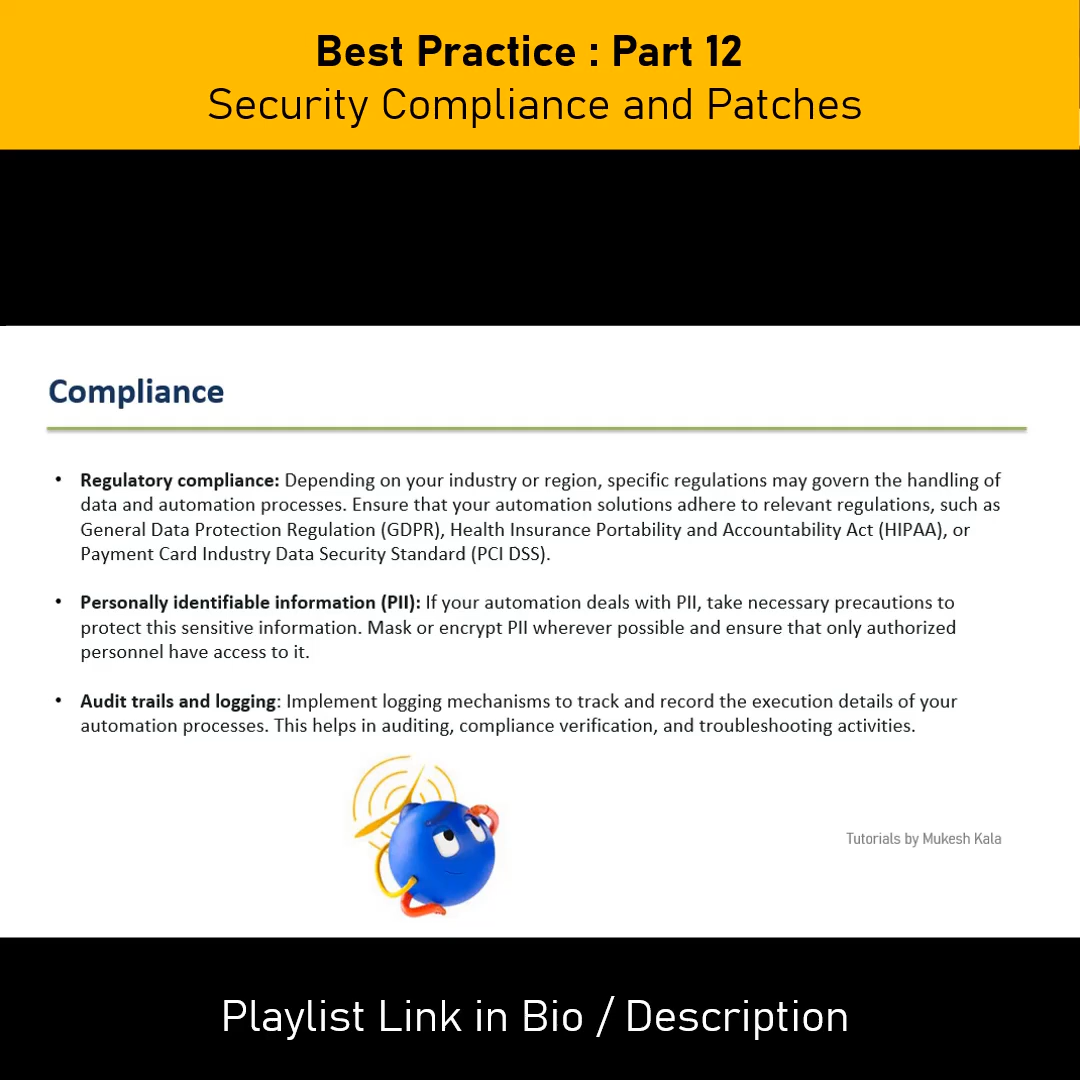 Best Practice : Part 12
Security Compliance and Patches
Compliance
• Regulatory compliance: Depending on your industry or region, specific regulations may govern the handling of
data and automation processes. Ensure that your automation solutions adhere to relevant regulations, such as
General Data Protection Regulation (GDPR), Health Insurance Portability and Accountability Act (HIPAA), or
Payment Card Industry Data Security Standard (PCI DSS).
• Personally identifiable information (PII): If your automation deals with PII, take necessary precautions to
protect this sensitive information. Mask or encrypt PII wherever possible and ensure that only authorized
personnel have access to it.
• Audit trails and logging: Implement logging mechanisms to track and record the execution details of your
automation processes. This helps in auditing, compliance verification, and troubleshooting activities.
Tutorials by Mukesh Kala
Playlist Link in Bio / Description